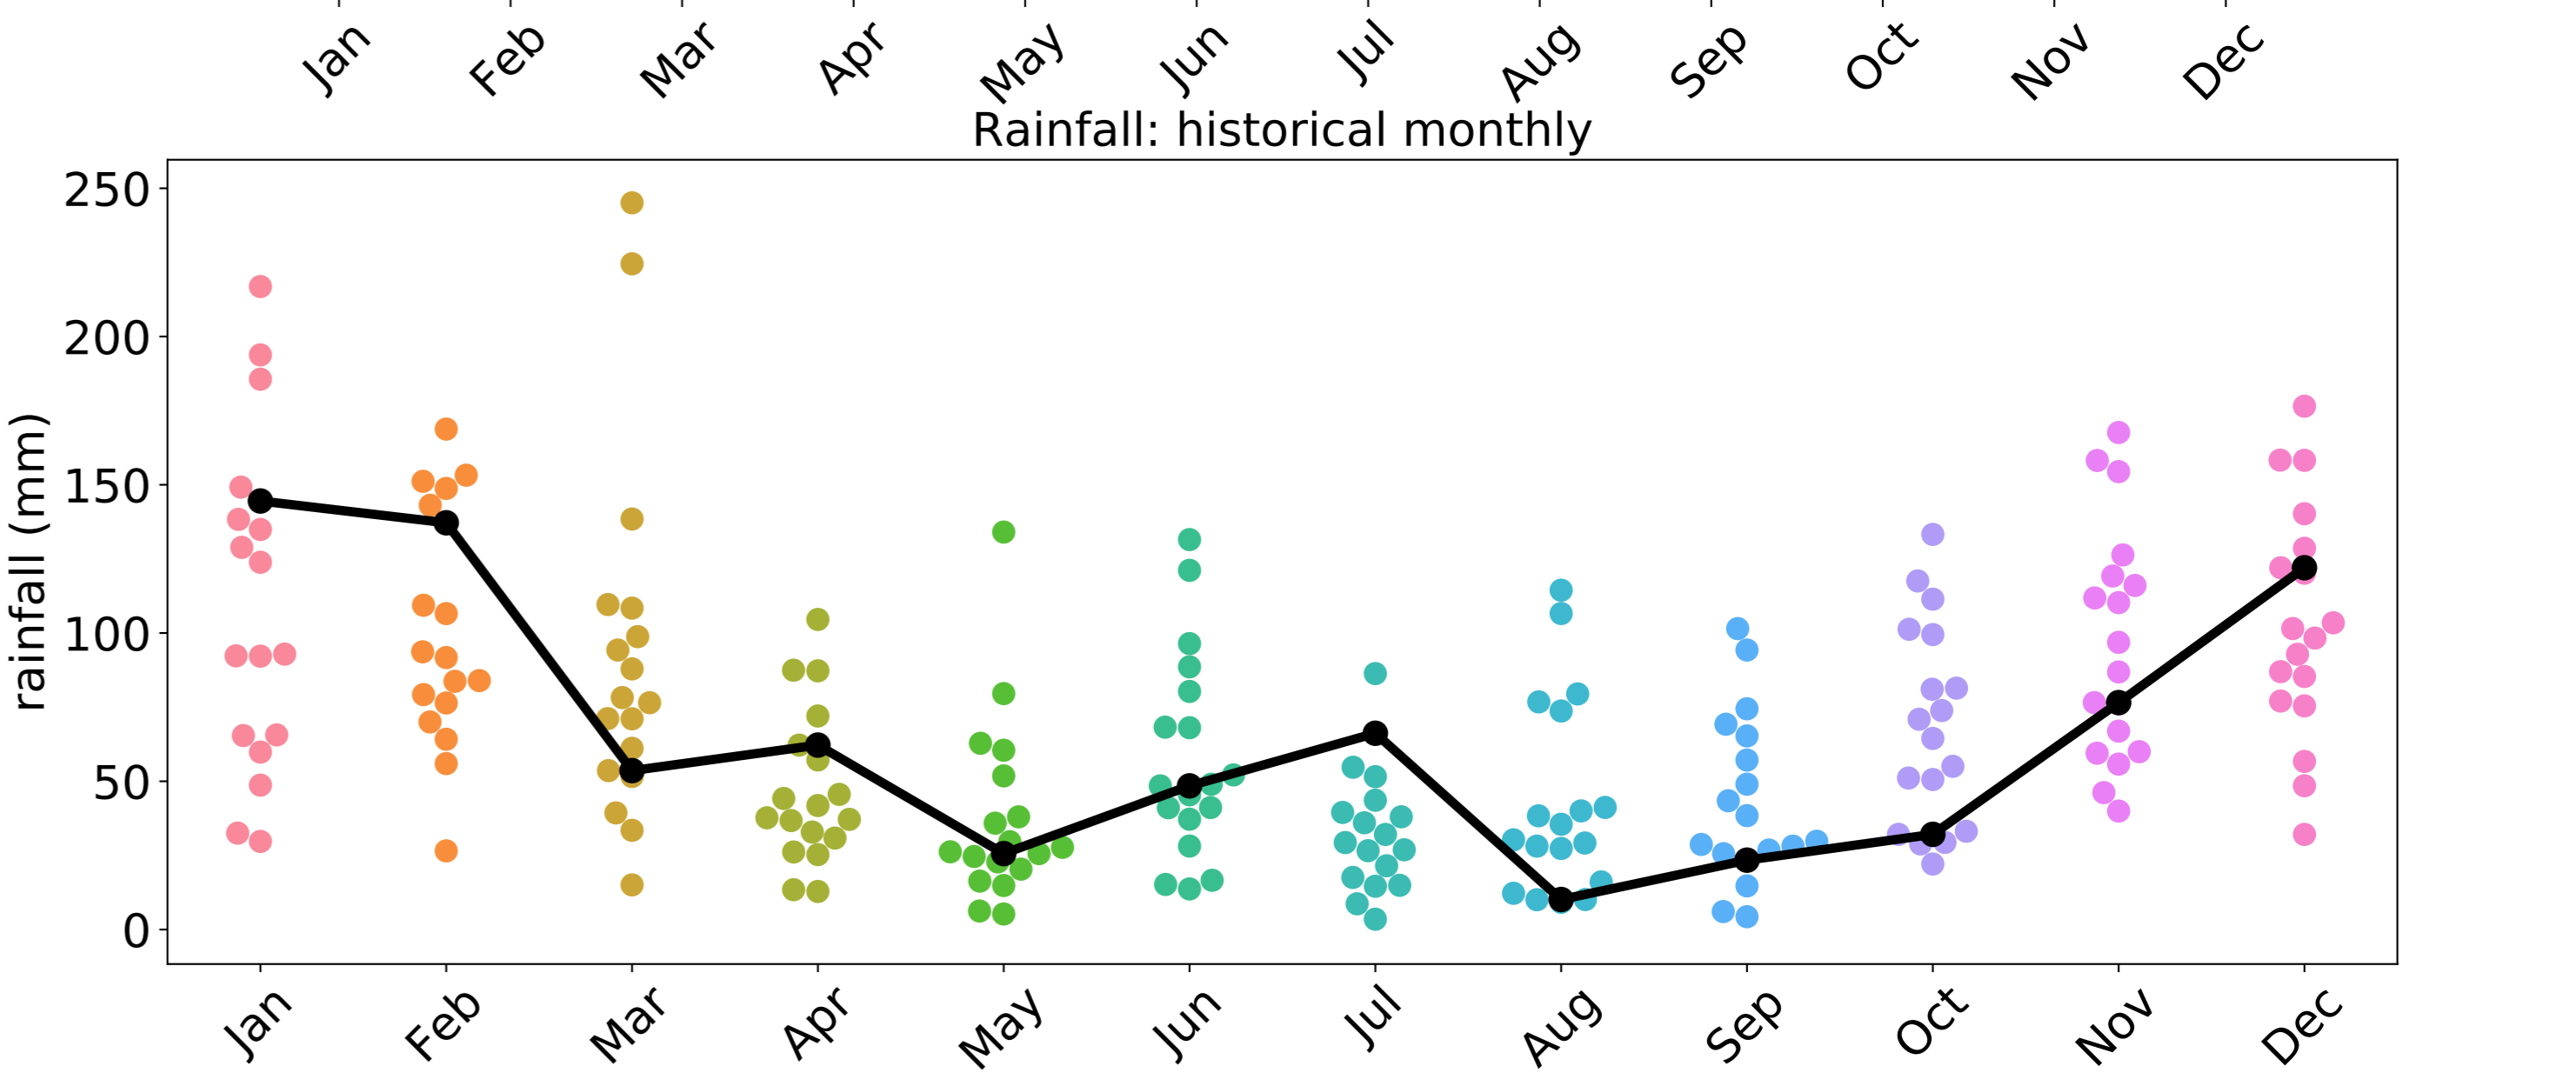 Jan Feb Mar Apr May Jun Jul Aug Sep Oct Nov Dec
Rainfall: historical monthly
250
200
150
100
50
0
rainfall (mm)
Jan Feb Mar Apr May Jun Jul Aug Sep Oct Nov Dec